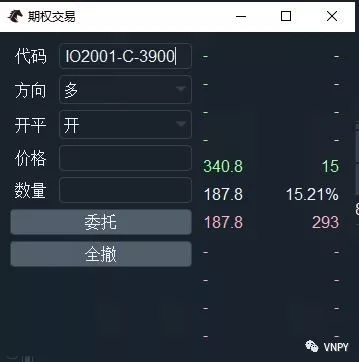 期权交易
代码 IO2001-C-3900 - -
方向 多 - -
开平 开 - -
- -
价格 340.8 15
数量 187.8 15.21%
委托 187.8 293
全撤 - -
- -
- -
- -
VNPY